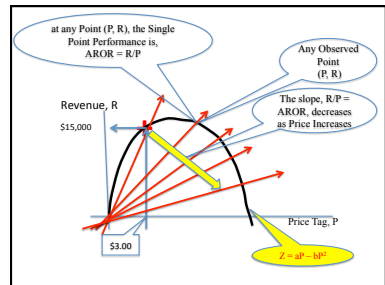 at any Point (P, R), the Single
Point Performance is,
AROR = R/P
Any Observed
Point
(P, R)
The slope, R/P =
AROR, decreases
as Price Increases
Revenue, R
$15,000
Price Tag, P
$3.00
Z = aP – bP²